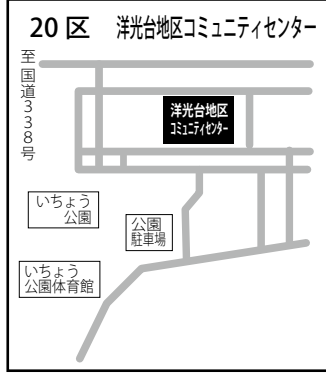 20区 洋光台地区コミュニティセンター
至国道338号
洋光台地区
コミュニティセンター
いちょう
公園
公園
駐車場
いちょう
公園体育館